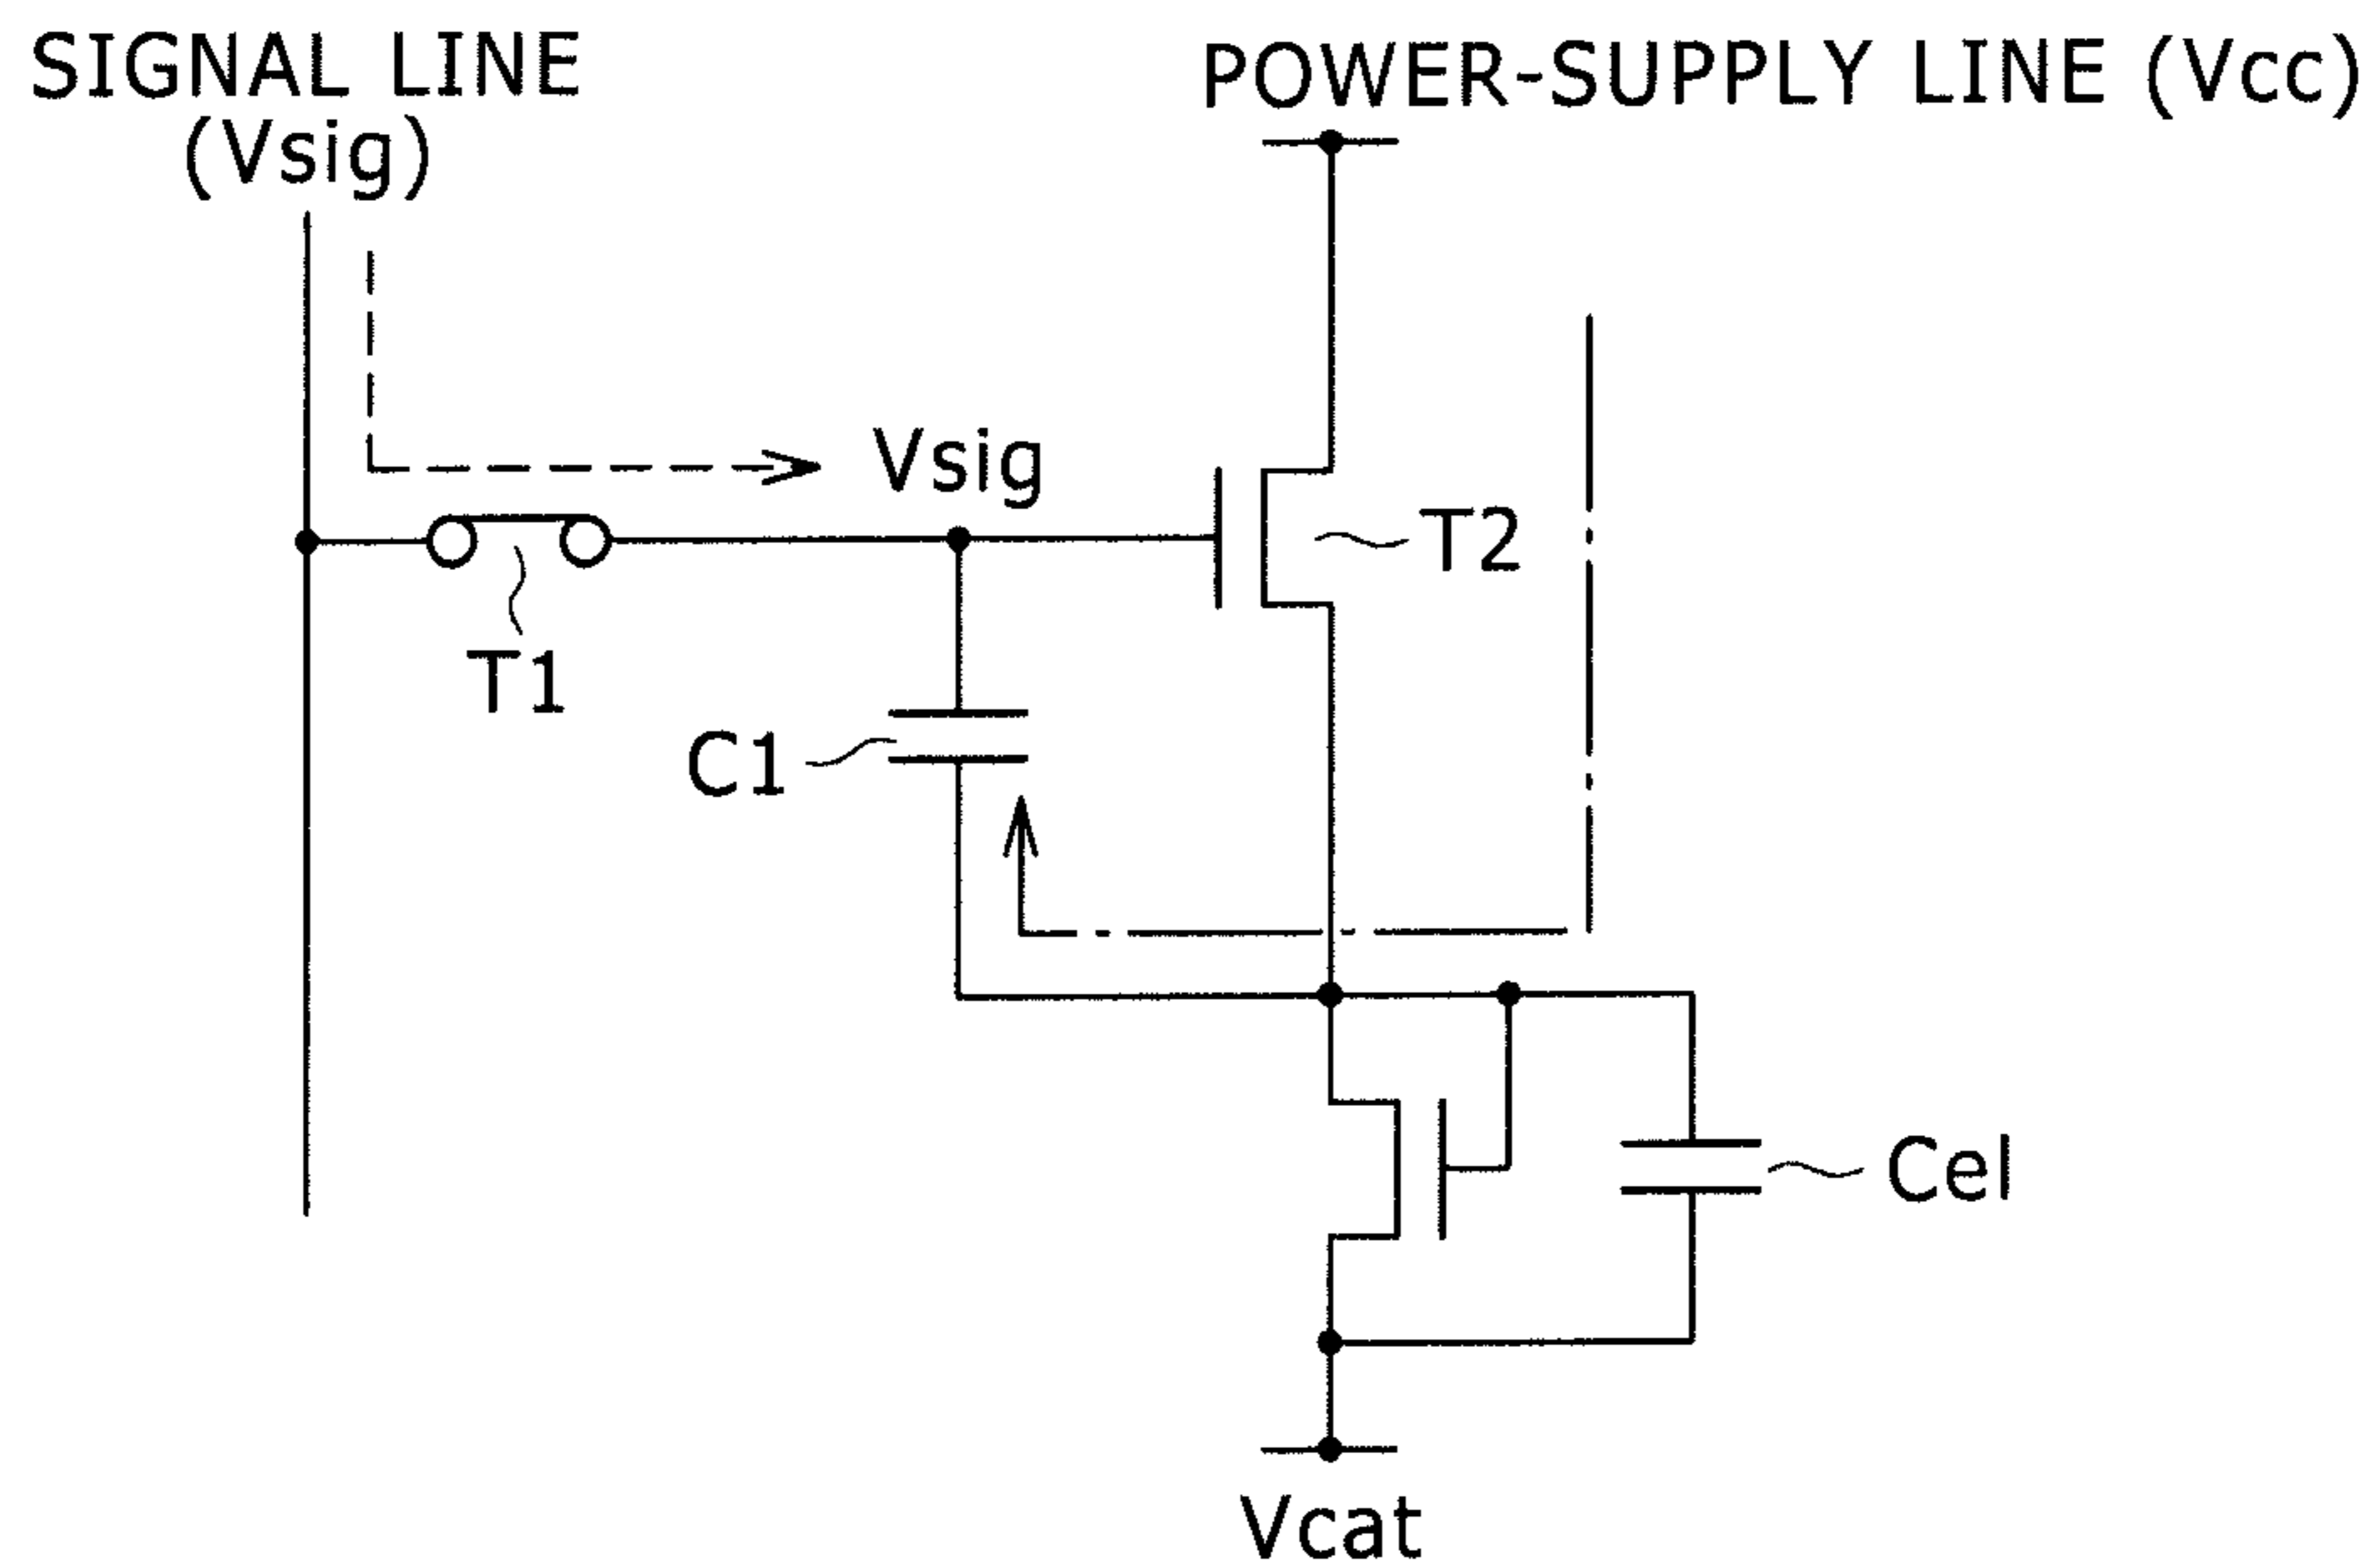 SIGNAL LINE
(Vsig)
POWER-SUPPLY LINE (Vcc)
Vsig
T2
T1
C1
Cel
Vcat